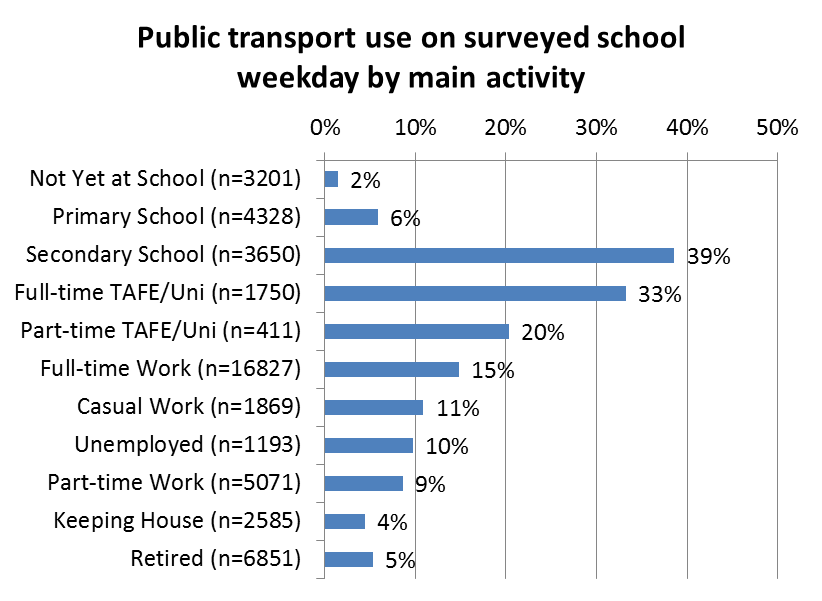 Public transport use on surveyed school
weekday by main activity
0% 10% 20% 30% 40% 50%
Not Yet at School (n=3201) 2%
Primary School (n=4328) 6%
Secondary School (n=3650) 39%
Full-time TAFE/Uni (n=1750) 33%
Part-time TAFE/Uni (n=411) 20%
Full-time Work (n=16827) 15%
Casual Work (n=1869) 11%
Unemployed (n=1193) 10%
Part-time Work (n=5071) 9%
Keeping House (n=2585) 4%
Retired (n=6851) 5%